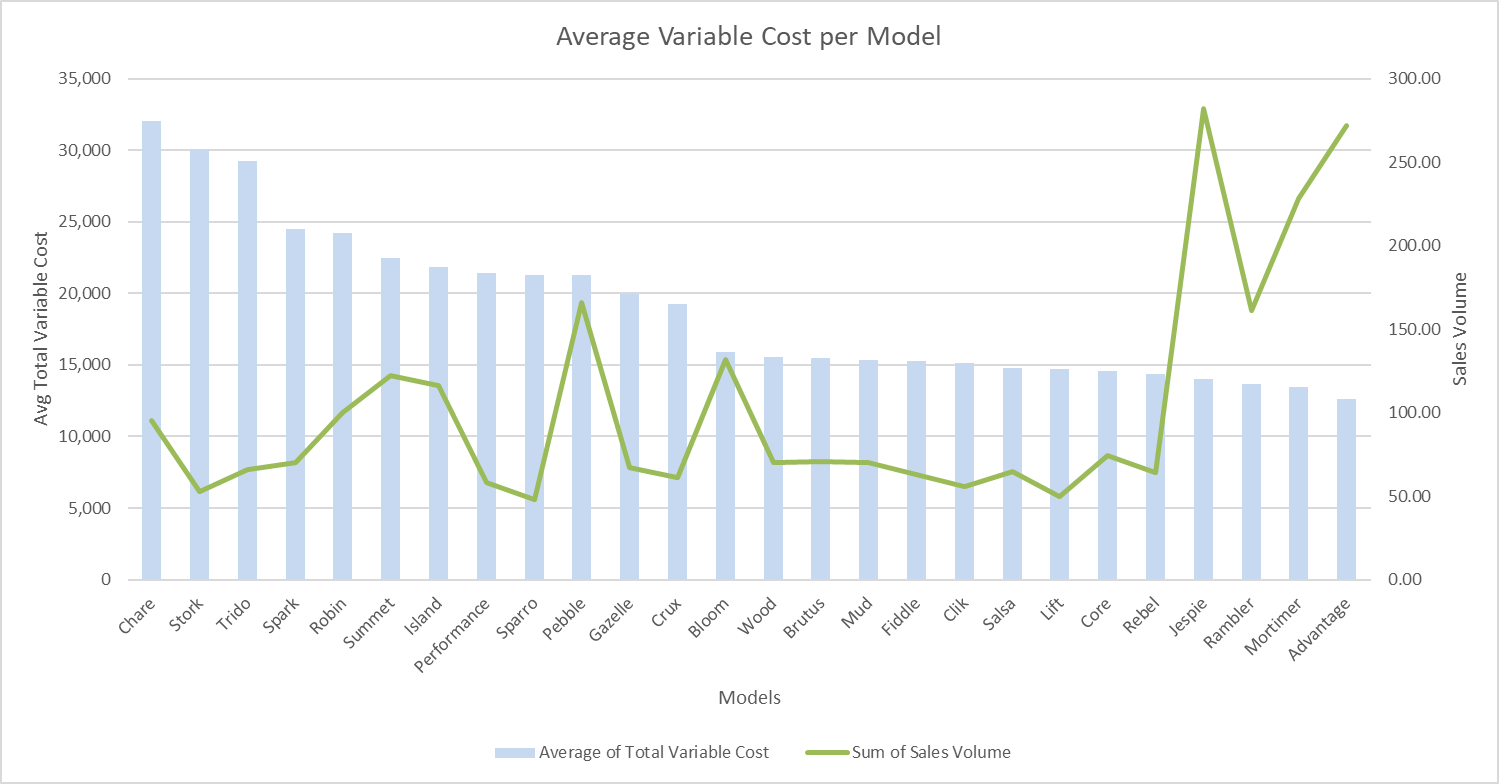 Average Variable Cost per Model
35,000
30,000
25,000
20,000
15,000
10,000
5,000
0
Avg Total Variable Cost
300.00
250.00
200.00
150.00
100.00
50.00
0.00
Sales Volume
Chare
Stork
Trido
Spark
Robin
Summet
Island
Performance
Sparro
Pebble
Gazelle
Crux
Bloom
Wood
Brutus
Mud
Fiddle
Clik
Salsa
Lift
Core
Rebel
Jespie
Rambler
Mortimer
Advantage
Models
Average of Total Variable Cost
Sum of Sales Volume